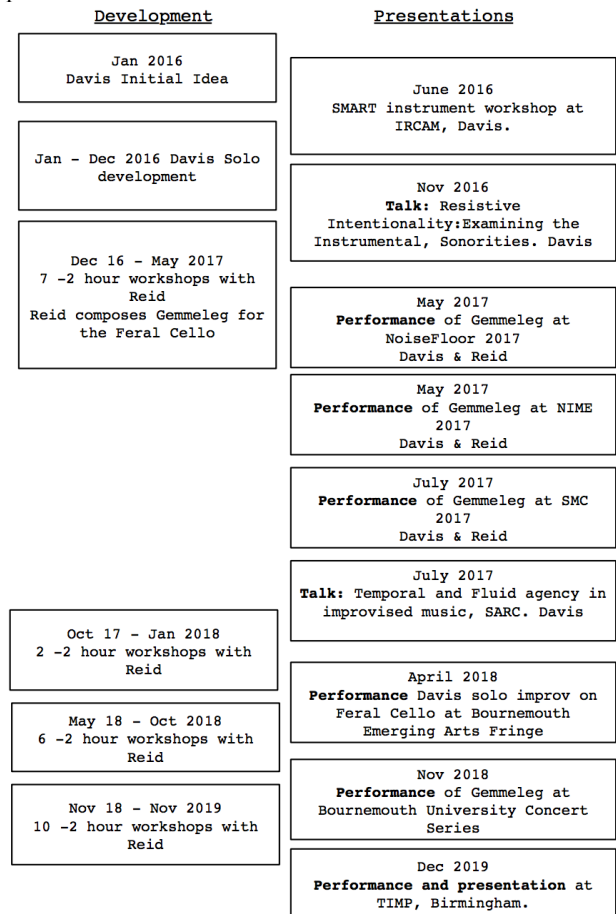 Development
Jan 2016
Davis Initial Idea
Jan – Dec 2016 Davis Solo
development
Dec 16 – May 2017
7 -2 hour workshops with
Reid
Reid composes Gemmeleg for
the Feral Cello
Oct 17 – Jan 2018
2 -2 hour workshops with
Reid
May 18 – Oct 2018
6 -2 hour workshops with
Reid
Nov 18 – Nov 2019
10 -2 hour workshops with
Reid
Presentations
June 2016
SMART instrument workshop at
IRCAM, Davis.
Nov 2016
Talk: Resistive
Intentionality:Examining the
Instrumental, Sonorities. Davis
May 2017
Performance of Gemmeleg at
NoiseFloor 2017
Davis & Reid
May 2017
Performance of Gemmeleg at NIME
2017
Davis & Reid
July 2017
Performance of Gemmeleg at SMC
2017
Davis & Reid
July 2017
Talk: Temporal and Fluid agency in
improvised music, SARC. Davis
April 2018
Performance Davis solo improv on
Feral Cello at Bournemouth
Emerging Arts Fringe
Nov 2018
Performance of Gemmeleg at
Bournemouth University Concert
Series
Dec 2019
Performance and presentation at
TIMP, Birmingham.